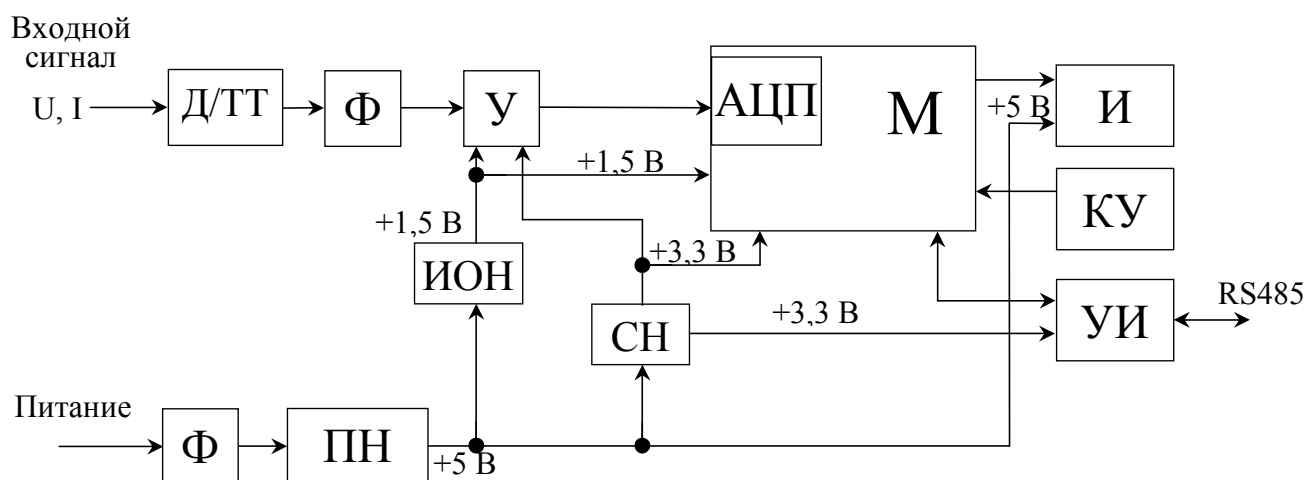 Входной
сигнал
U, I
Д/ТТ
Ф
У
АЦП
М
+5 В
И
+1,5 В
КУ
+1,5 В
ИОН
+3,3 В
СН
+3,3 В
УИ
RS485
Питание
Ф
ПН
+5 В